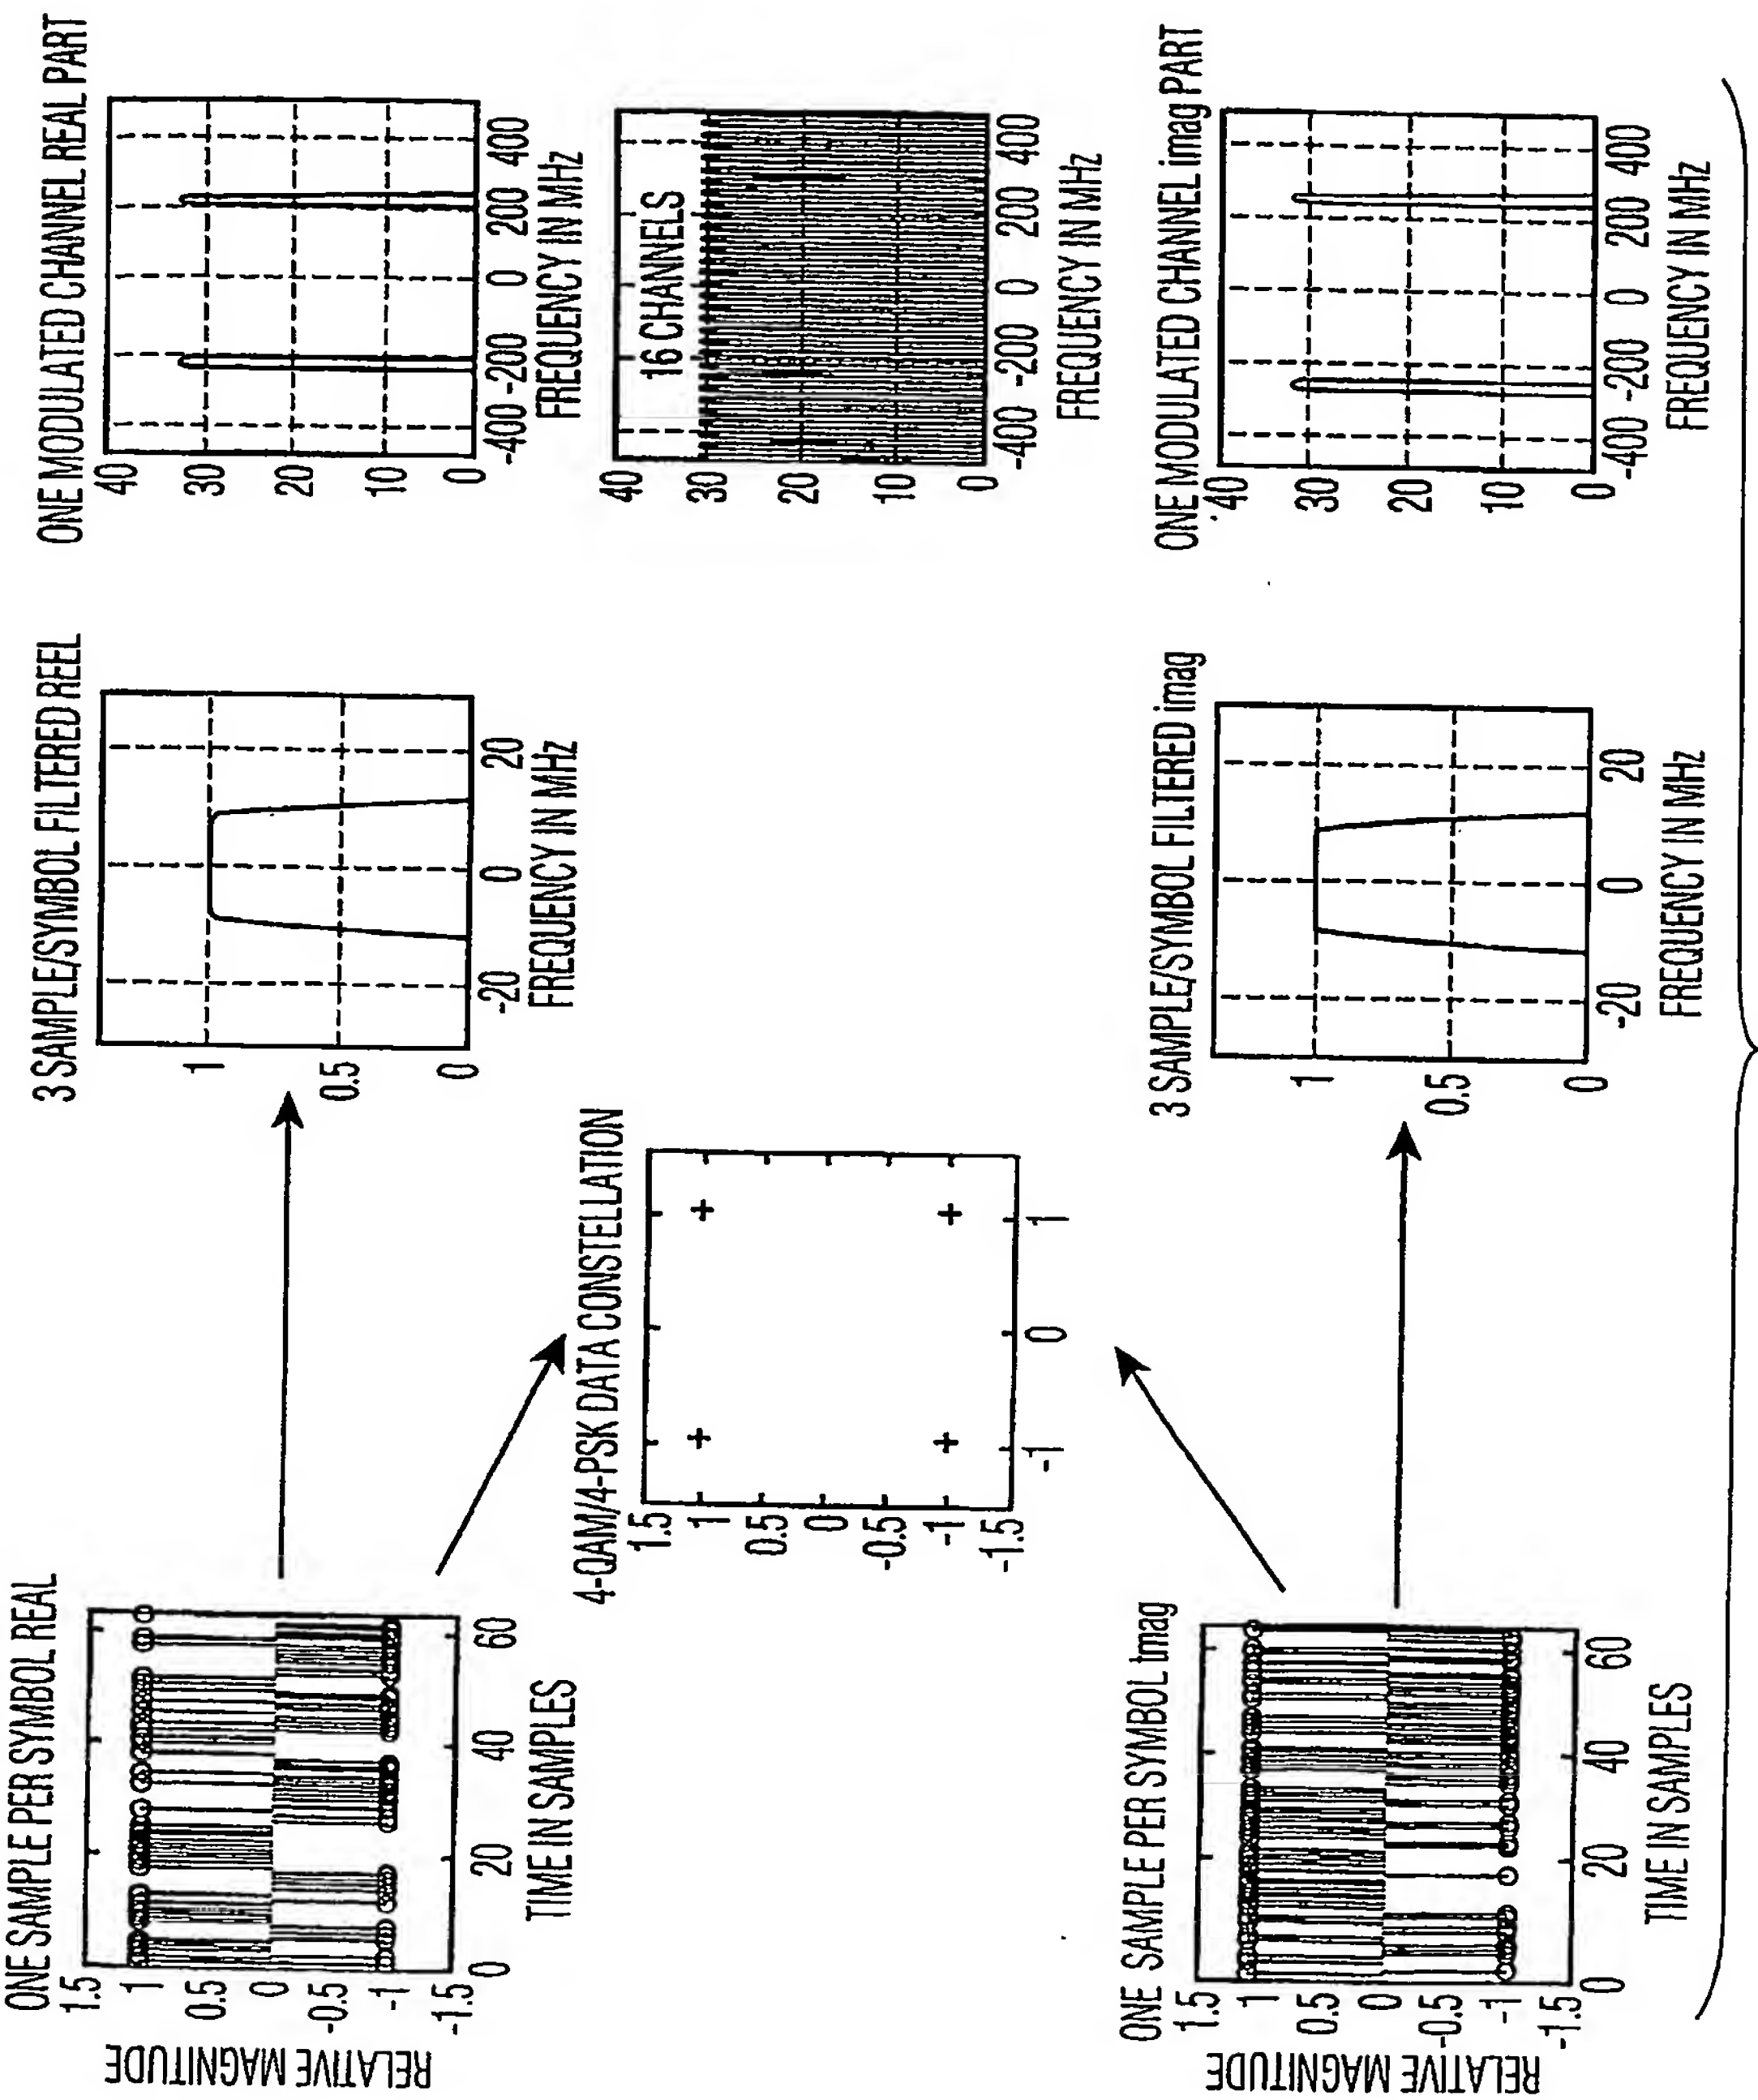 ONE SAMPLE PER SYMBOL REAL
1.5
1
0.5
0
-0.5
-1
-1.5
RELATIVE MAGNITUDE
0 20 40 60
TIME IN SAMPLES
3 SAMPLE/SYMBOL FILTERED REEL
1
0.5
0
-20 0 20
FREQUENCY IN MHz
ONE MODULATED CHANNEL REAL PART
40
30
20
10
0
-400 -200 0 200 400
FREQUENCY IN MHz
4-QAM/4-PSK DATA CONSTELLATION
1.5
1
0.5
0
-0.5
-1
-1.5
-1 0 1
16 CHANNELS
40
30
20
10
0
-400 -200 0 200 400
FREQUENCY IN MHz
ONE SAMPLE PER SYMBOL tmag
1.5
1
0.5
0
-0.5
-1
-1.5
RELATIVE MAGNITUDE
0 20 40 60
TIME IN SAMPLES
3 SAMPLE/SYMBOL FILTERED imag
1
0.5
0
-20 0 20
FREQUENCY IN MHz
ONE MODULATED CHANNEL imag PART
40
30
20
10
0
-400 -200 0 200 400
FREQUENCY IN MHz